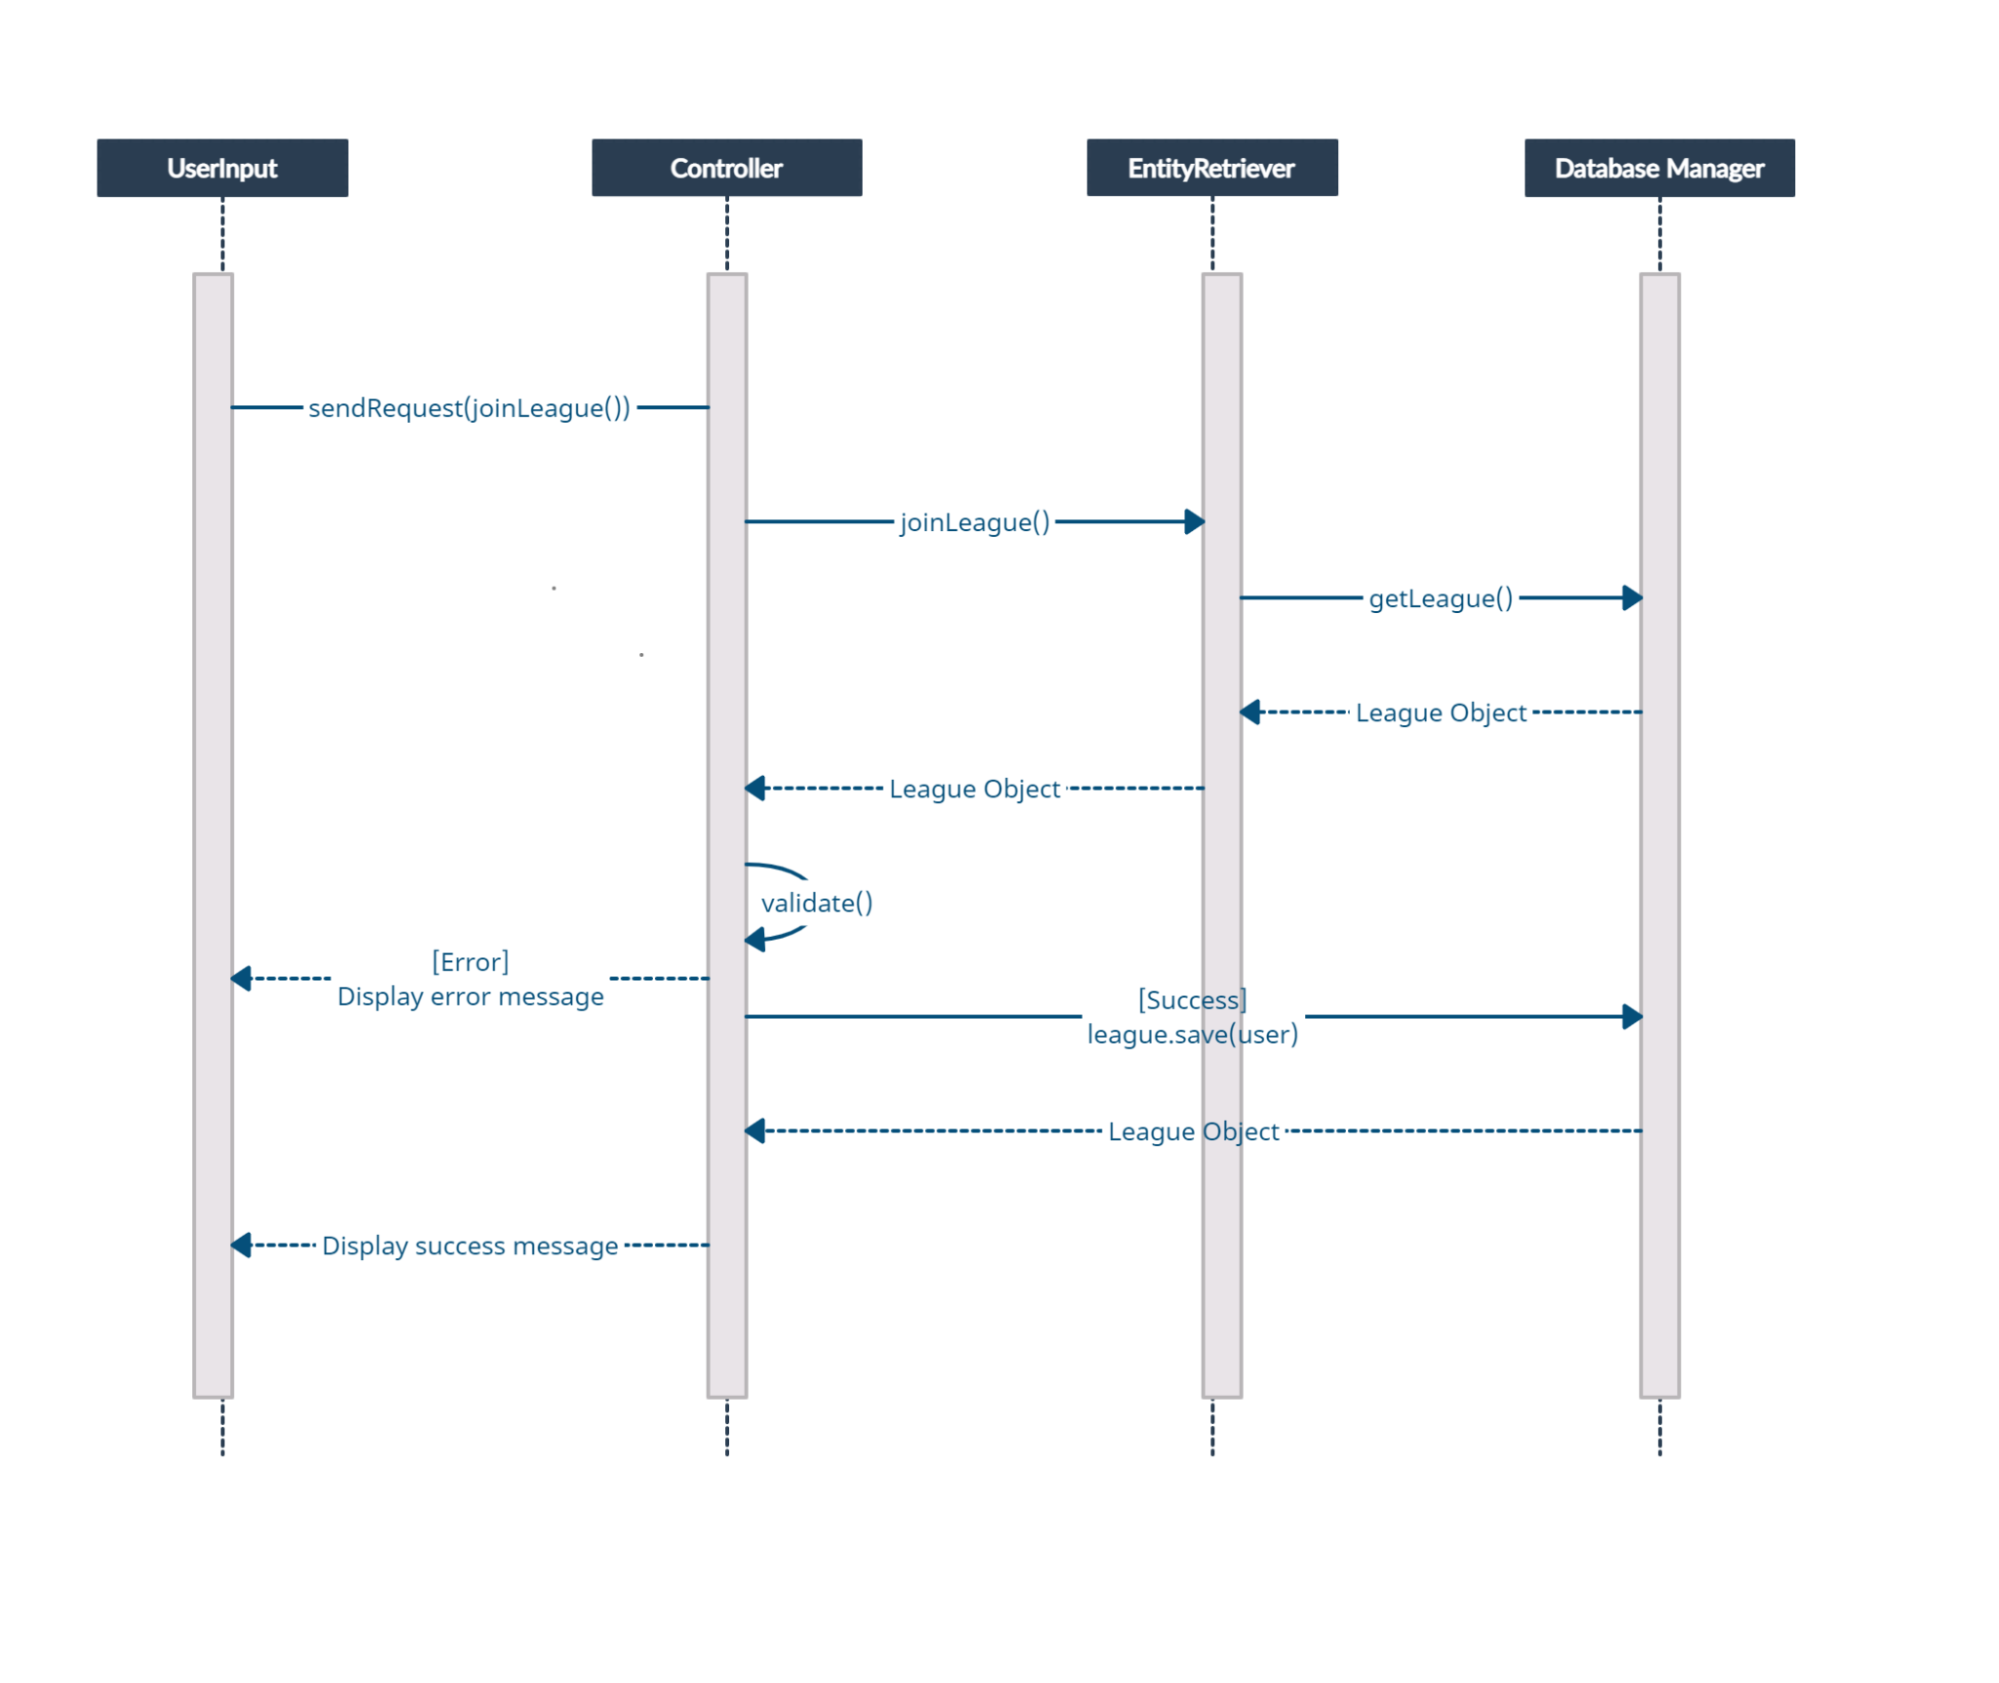 UserInput
Controller
EntityRetriever
Database Manager
sendRequest(joinLeague())
joinLeague()
getLeague()
League Object
League Object
validate()
[Error]
Display error message
[Success]
league.save(user)
League Object
Display success message